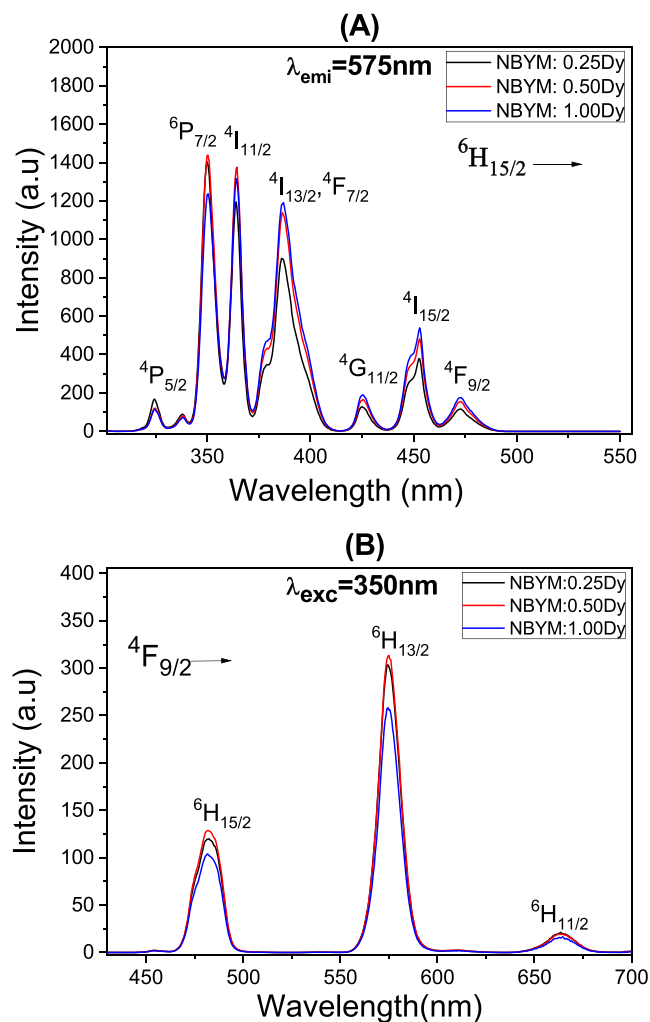 (A)
λemi=575nm
NBYM: 0.25Dy
NBYM: 0.50Dy
NBYM: 1.00Dy
6P7/2
4I11/2
4I13/2,4F7/2
6H15/2 ⟶
4P5/2
4G11/2
4I15/2
4F9/2
Intensity (a.u)
2000
1800
1600
1400
1200
1000
800
600
400
200
0
350 400 450 500 550
Wavelength (nm)
(B)
λexc=350nm
NBYM:0.25Dy
NBYM:0.50Dy
NBYM:1.00Dy
4F9/2 ⟶
6H13/2
6H15/2
6H11/2
Intensity (a.u)
400
350
300
250
200
150
100
50
0
450 500 550 600 650 700
Wavelength(nm)